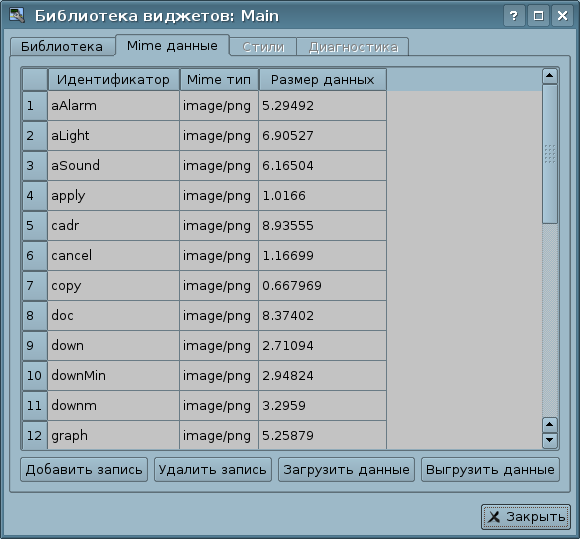 Библиотека виджетов: Main
Библиотека Mime данные Стили Диагностика
Идентификатор Mime тип Размер данных
1 aAlarm image/png 5.29492
2 aLight image/png 6.90527
3 aSound image/png 6.16504
4 apply image/png 1.0166
5 cadr image/png 8.93555
6 cancel image/png 1.16699
7 copy image/png 0.667969
8 doc image/png 8.37402
9 down image/png 2.71094
10 downMin image/png 2.94824
11 downm image/png 3.2959
12 graph image/png 5.25879
Добавить запись Удалить запись Загрузить данные Выгрузить данные
Закрыть